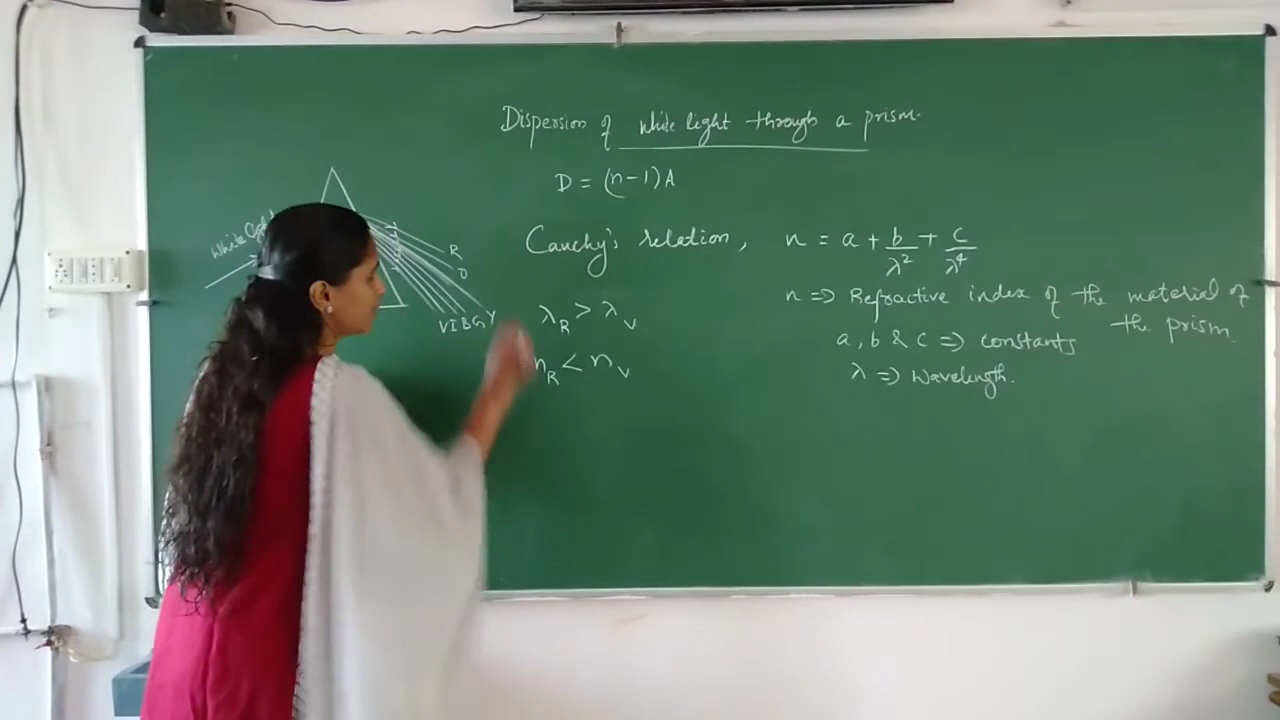 Dispersion of white light through a prism.
D = (n-1)A
Cauchy's relation, n = a + b/λ² + c/λ⁴
n => Refractive index of the material of the prism.
a, b & c => constants
λ => Wavelength.
λ_R > λ_V
n_R < n_V
White Light
R
O
VIBGY